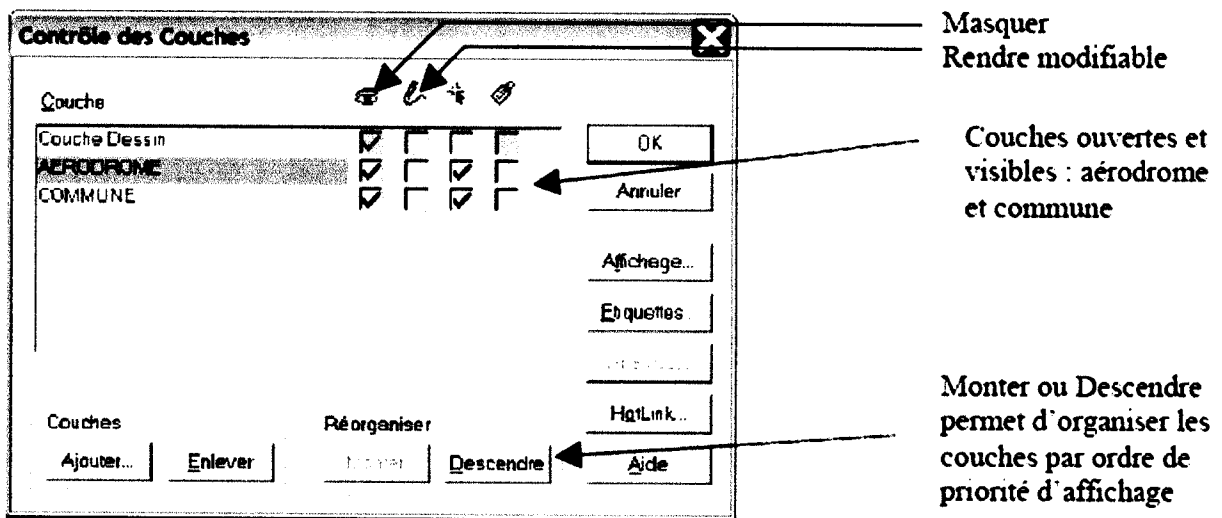 Contrôle des Couches
Couche
Couche Dessin
AERODROME
COMMUNE
OK
Annuler
Affichage...
Etiquettes...
HotLink...
Aide
Couches
Ajouter...
Enlever
Réorganiser
Descendre
Masquer
Rendre modifiable
Couches ouvertes et
visibles : aérodrome
et commune
Monter ou Descendre
permet d'organiser les
couches par ordre de
priorité d'affichage